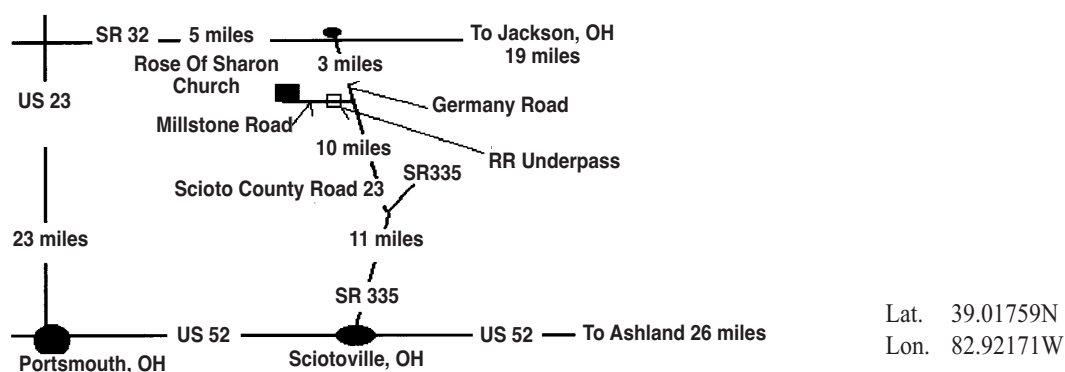 SR 32 5 miles To Jackson, OH
19 miles
Rose Of Sharon
Church
3 miles
US 23
Germany Road
Millstone Road
10 miles
RR Underpass
SR335
Scioto County Road 23
23 miles
11 miles
SR 335
US 52 US 52 To Ashland 26 miles
Portsmouth, OH
Sciotoville, OH
Lat. 39.01759N
Lon. 82.92171W